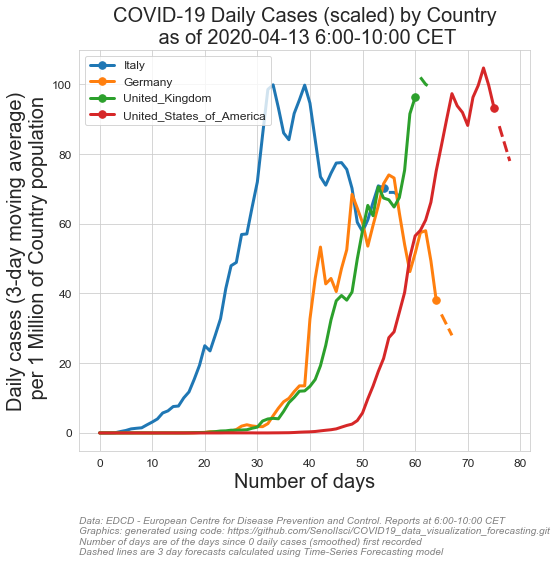 COVID-19 Daily Cases (scaled) by Country
as of 2020-04-13 6:00-10:00 CET
Italy
Germany
United_Kingdom
United_States_of_America
Daily cases (3-day moving average)
per 1 Million of Country population
100
80
60
40
20
0
0 10 20 30 40 50 60 70 80
Number of days
Data: EDCD - European Centre for Disease Prevention and Control. Reports at 6:00-10:00 CET
Graphics: generated using code: https://github.com/SenolIsci/COVID19_data_visualization_forecasting.git
Number of days are of the days since 0 daily cases (smoothed) first recorded
Dashed lines are 3 day forecasts calculated using Time-Series Forecasting model